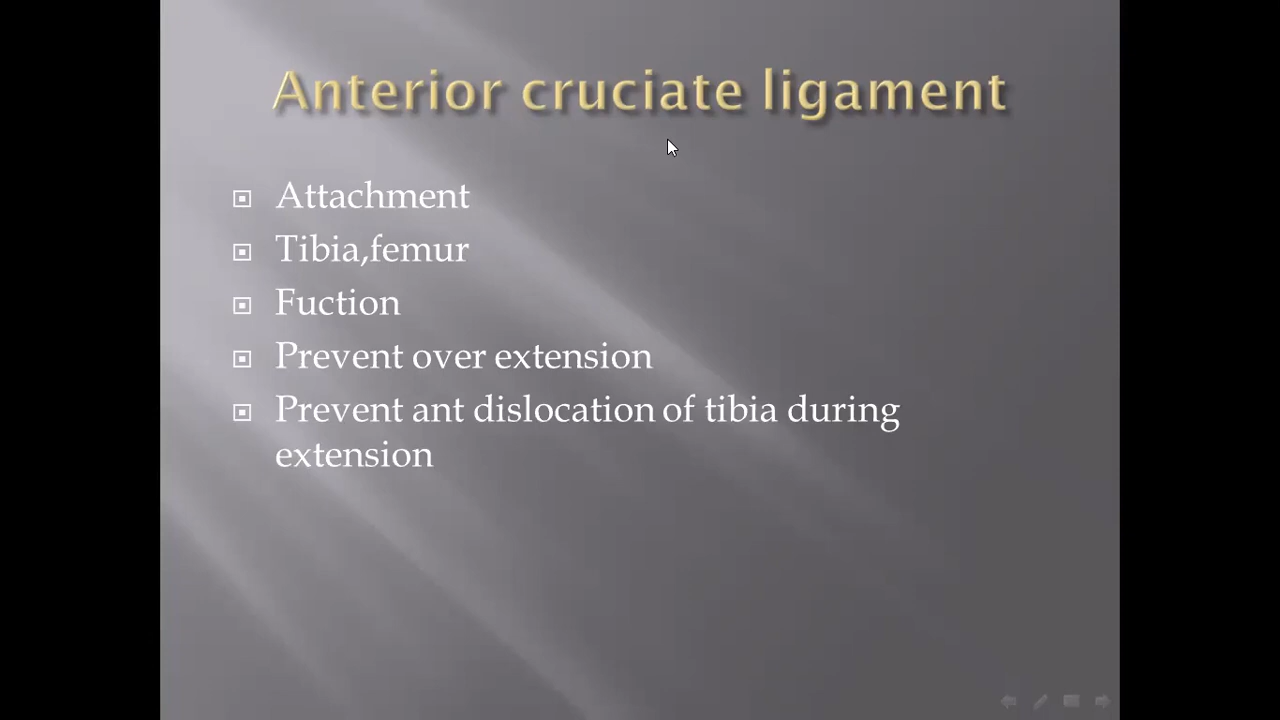 Anterior cruciate ligament
Attachment
Tibia,femur
Fuction
Prevent over extension
Prevent ant dislocation of tibia during
extension